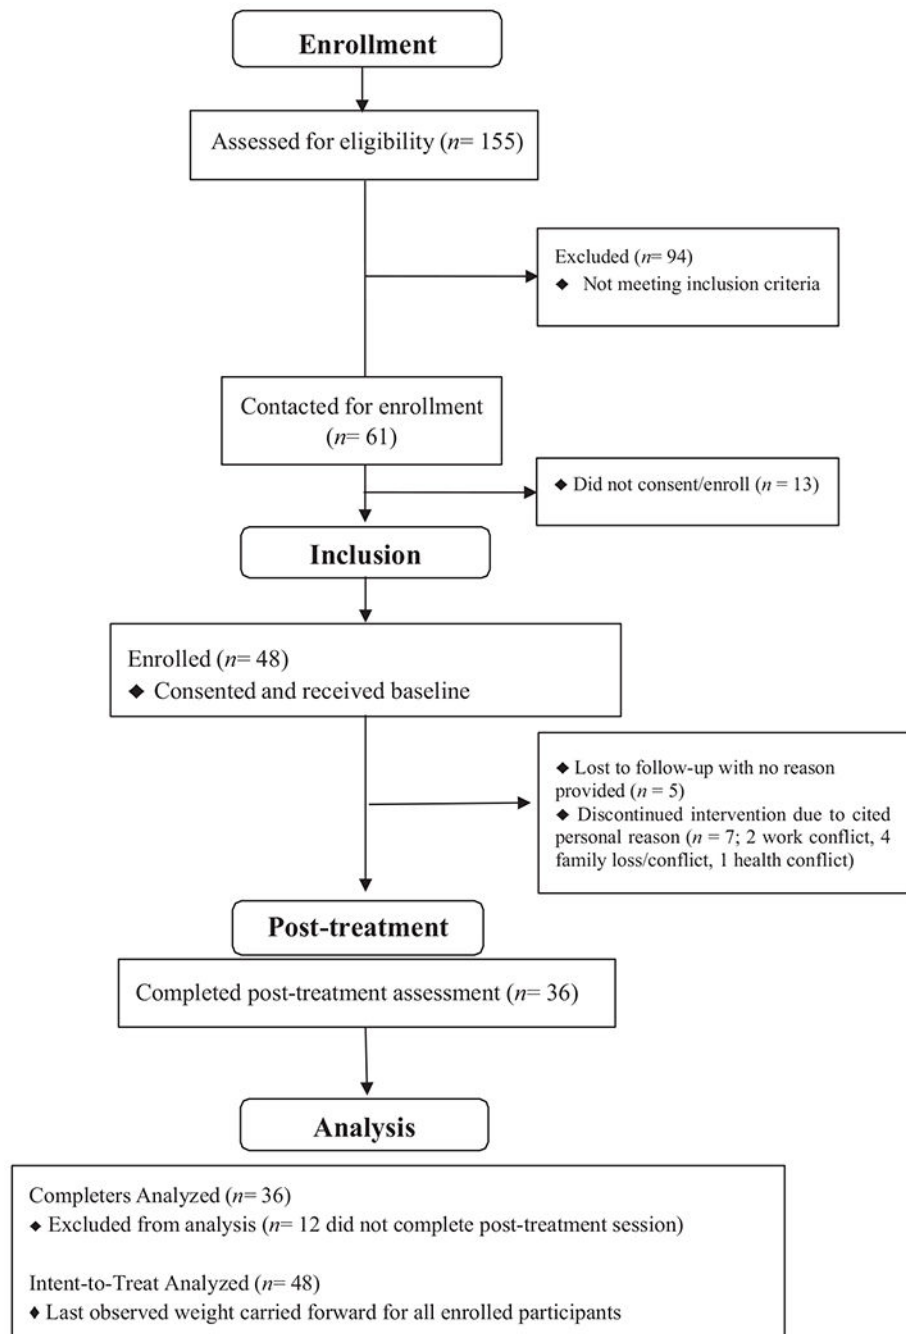 Enrollment
Assessed for eligibility (n= 155)
Excluded (n= 94)
◆ Not meeting inclusion criteria
Contacted for enrollment
(n= 61)
◆ Did not consent/enroll (n = 13)
Inclusion
Enrolled (n= 48)
◆ Consented and received baseline
◆ Lost to follow-up with no reason
provided (n = 5)
◆ Discontinued intervention due to cited
personal reason (n = 7; 2 work conflict, 4
family loss/conflict, 1 health conflict)
Post-treatment
Completed post-treatment assessment (n= 36)
Analysis
Completers Analyzed (n= 36)
◆ Excluded from analysis (n= 12 did not complete post-treatment session)
Intent-to-Treat Analyzed (n= 48)
♦ Last observed weight carried forward for all enrolled participants